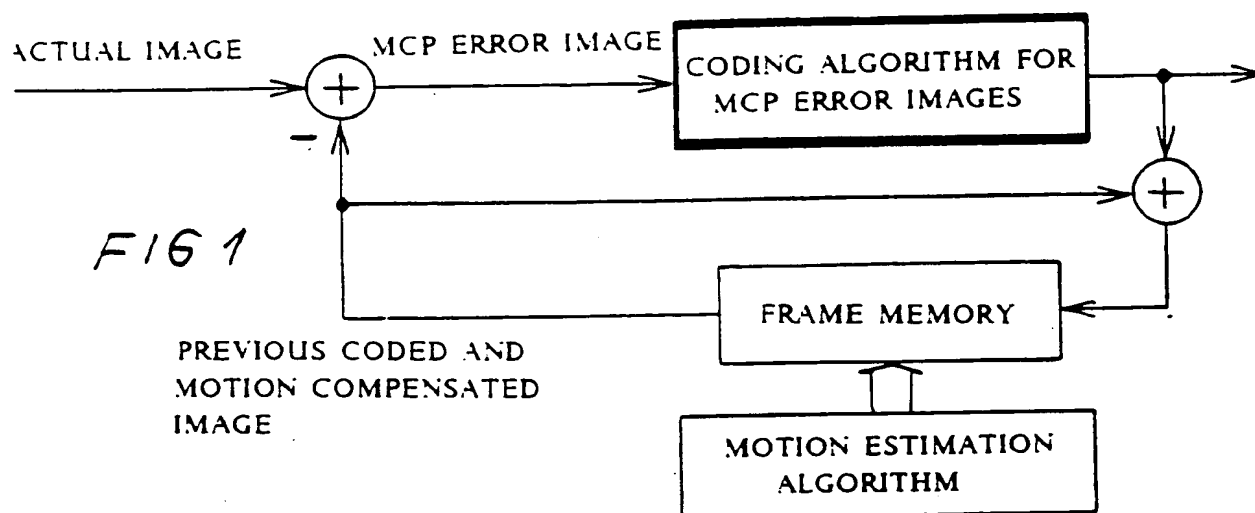 ACTUAL IMAGE
MCP ERROR IMAGE
CODING ALGORITHM FOR
MCP ERROR IMAGES
+
−
+
FIG 1
FRAME MEMORY
PREVIOUS CODED AND
MOTION COMPENSATED
IMAGE
MOTION ESTIMATION
ALGORITHM